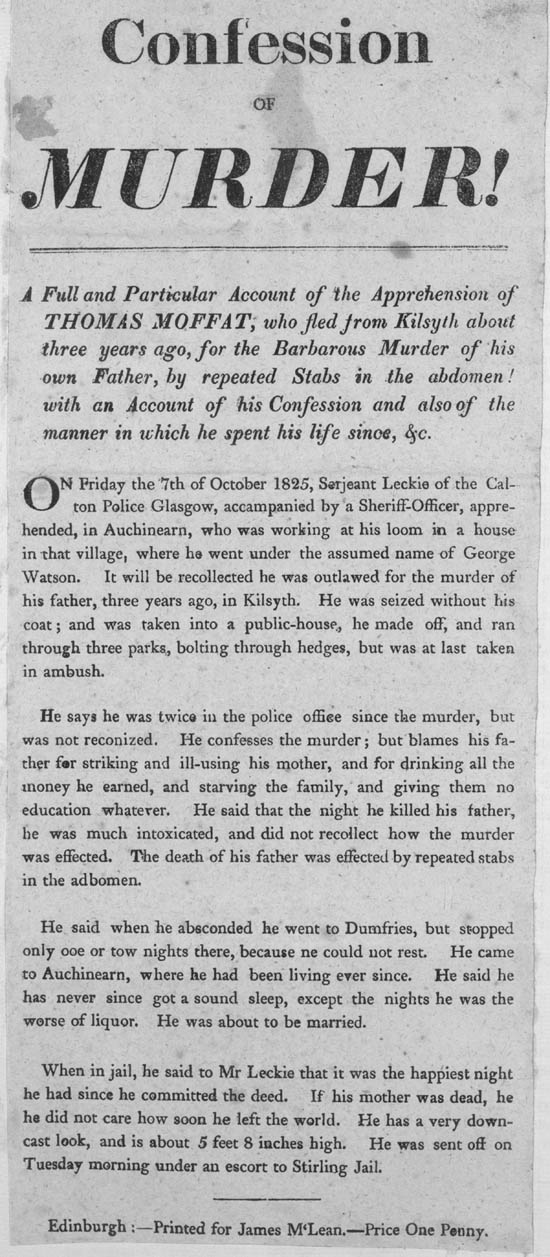 Confession
OF
MURDER!
A Full and Particular Account of the Apprehension of
THOMAS MOFFAT, who fled from Kilsyth about
three years ago, for the Barbarous Murder of his
own Father, by repeated Stabs in the abdomen!
with an Account of his Confession and also of the
manner in which he spent his life since, &c.
ON Friday the 7th of October 1825, Serjeant Leckie of the Cal-
ton Police Glasgow, accampanied by a Sheriff-Officer, appre-
hended, in Auchinearn, who was working at his loom in a house
in that village, where he went under the assumed name of George
Watson. It will be recollected he was outlawed for the murder of
his father, three years ago, in Kilsyth. He was seized without his
coat; and was taken into a public-house, he made off, and ran
through three parks, bolting through hedges, but was at last taken
in ambush.
He says he was twice in the police office since the murder, but
was not reconized. He confesses the murder; but blames his fa-
ther for striking and ill-using his mother, and for drinking all the
money he earned, and starving the family, and giving them no
education whatever. He said that the night he killed his father,
he was much intoxicated, and did not recollect how the murder
was effected. The death of his father was effected by repeated stabs
in the adbomen.
He said when he absconded he went to Dumfries, but stopped
only ooe or tow nights there, because ne could not rest. He came
to Auchinearn, where he had been living ever since. He said he
has never since got a sound sleep, except the nights he was the
worse of liquor. He was about to be married.
When in jail, he said to Mr Leckie that it was the happiest night
he had since he committed the deed. If his mother was dead, he
he did not care how soon he left the world. He has a very down-
cast look, and is about 5 feet 8 inches high. He was sent off on
Tuesday morning under an escort to Stirling Jail.
Edinburgh:—Printed for James M‘Lean.—Price One Penny.